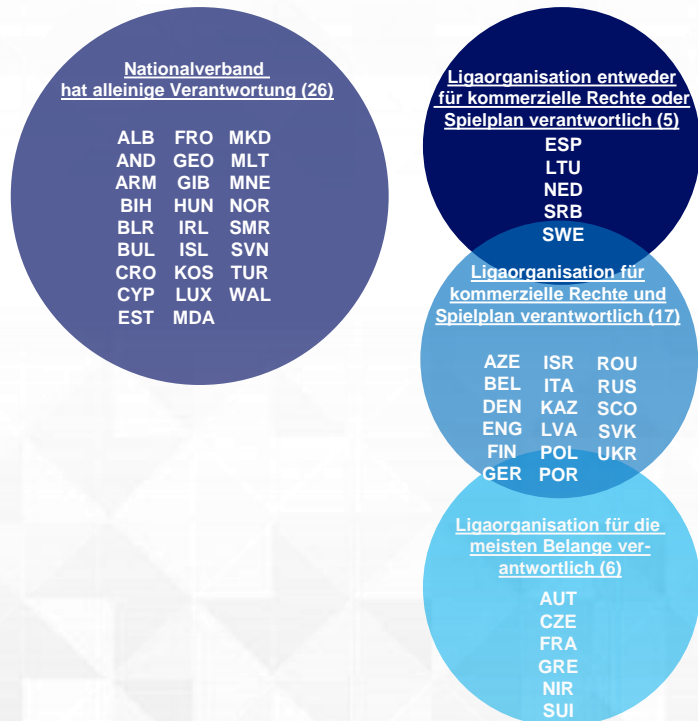 Nationalverband
hat alleinige Verantwortung (26)
ALB FRO MKD
AND GEO MLT
ARM GIB MNE
BIH HUN NOR
BLR IRL SMR
BUL ISL SVN
CRO KOS TUR
CYP LUX WAL
EST MDA
Ligaorganisation entweder
für kommerzielle Rechte oder
Spielplan verantwortlich (5)
ESP
LTU
NED
SRB
SWE
Ligaorganisation für
kommerzielle Rechte und
Spielplan verantwortlich (17)
AZE ISR ROU
BEL ITA RUS
DEN KAZ SCO
ENG LVA SVK
FIN POL UKR
GER POR
Ligaorganisation für die
meisten Belange ver-
antwortlich (6)
AUT
CZE
FRA
GRE
NIR
SUI